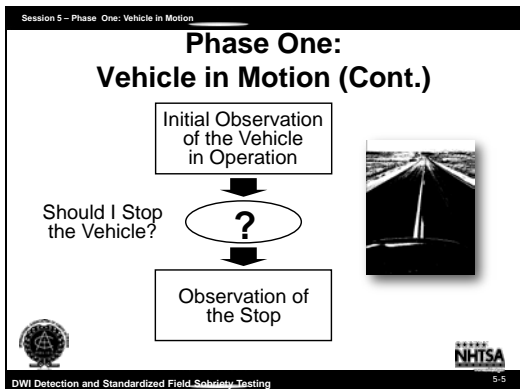 Session 5 – Phase One: Vehicle in Motion
Phase One:
Vehicle in Motion (Cont.)
Initial Observation
of the Vehicle
in Operation
Should I Stop
the Vehicle?
?
Observation of
the Stop
NHTSA
DWI Detection and Standardized Field Sobriety Testing
5-5